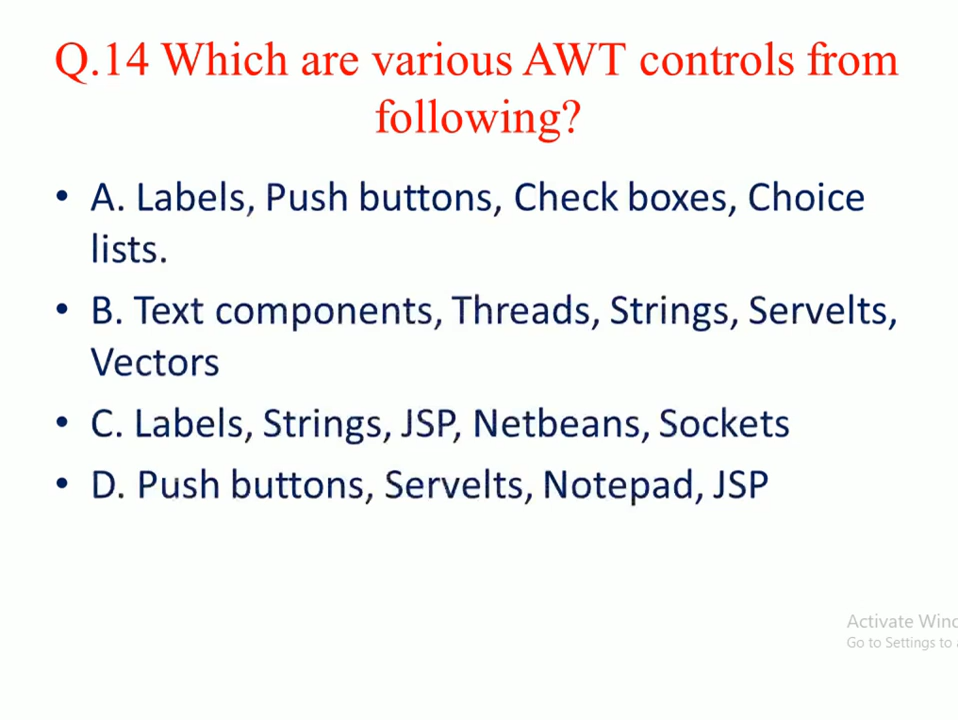 Q.14 Which are various AWT controls from
following?
• A. Labels, Push buttons, Check boxes, Choice
lists.
• B. Text components, Threads, Strings, Servelts,
Vectors
• C. Labels, Strings, JSP, Netbeans, Sockets
• D. Push buttons, Servelts, Notepad, JSP
Activate Wind
Go to Settings to